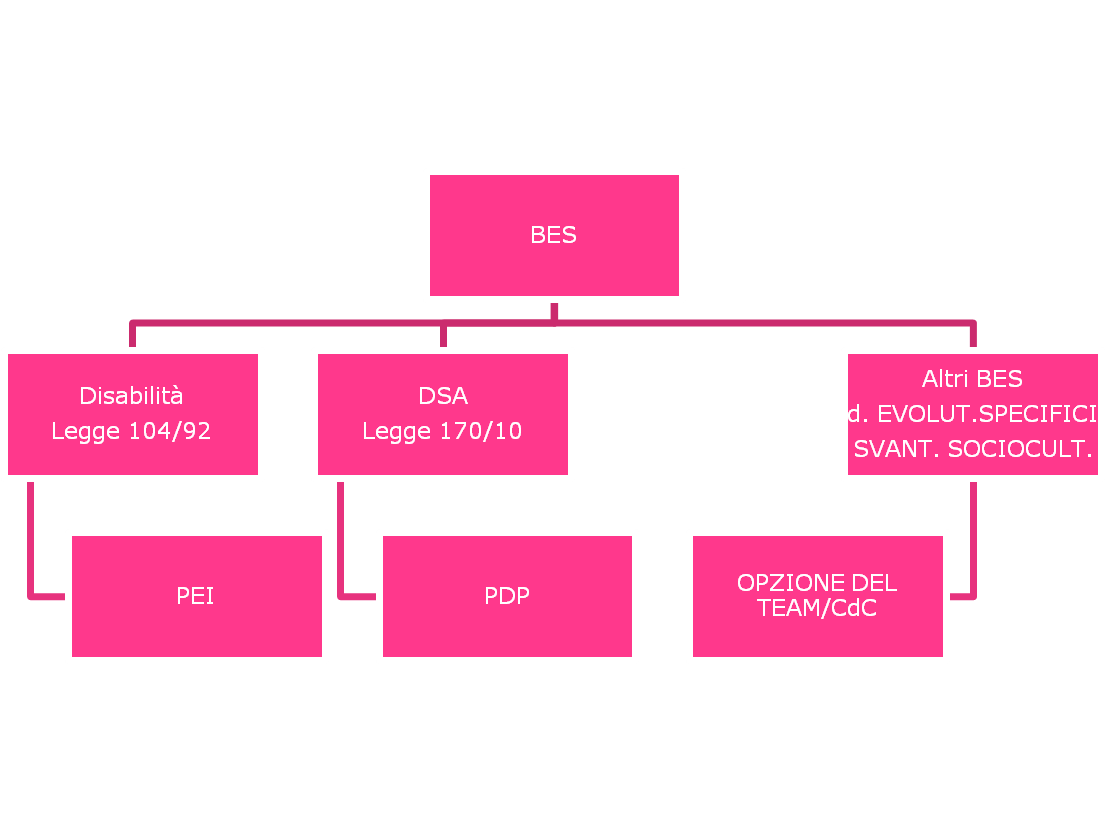 BES
Disabilità
Legge 104/92
DSA
Legge 170/10
Altri BES
d. EVOLUT.SPECIFICI
SVANT. SOCIOCULT.
PEI
PDP
OPZIONE DEL
TEAM/CdC